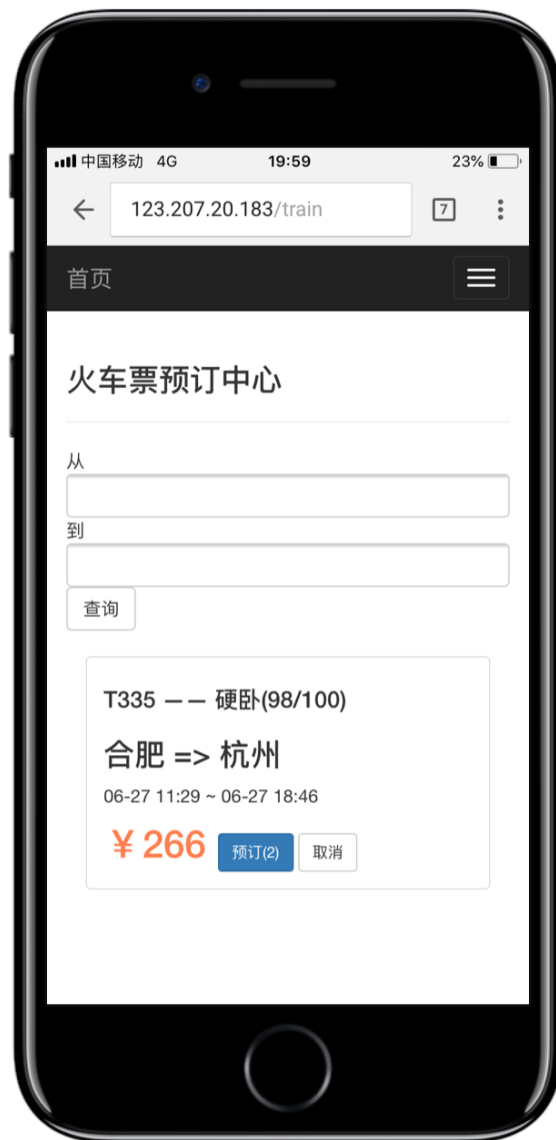 中国移动 4G 19:59 23%
123.207.20.183/train 7
首页
火车票预订中心
从
到
查询
T335 —— 硬卧(98/100)
合肥 => 杭州
06-27 11:29 ~ 06-27 18:46
¥ 266 预订(2) 取消